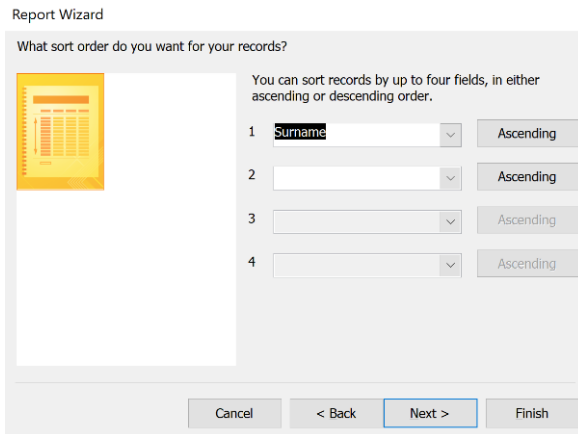 Report Wizard
What sort order do you want for your records?
You can sort records by up to four fields, in either
ascending or descending order.
1 Surname Ascending
2 Ascending
3 Ascending
4 Ascending
Cancel < Back Next > Finish